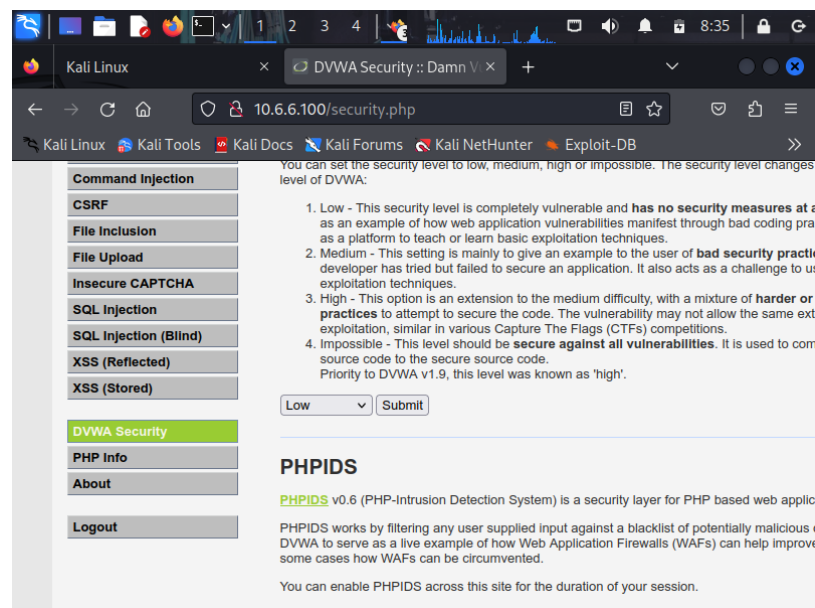 1 2 3 4 3 8:35
Kali Linux × DVWA Security :: Damn V × +
10.6.6.100/security.php
Kali Linux Kali Tools Kali Docs Kali Forums Kali NetHunter Exploit-DB >>
You can set the security level to low, medium, high or impossible. The security level changes
level of DVWA:
Command Injection
CSRF
File Inclusion
File Upload
Insecure CAPTCHA
SQL Injection
SQL Injection (Blind)
XSS (Reflected)
XSS (Stored)
DVWA Security
PHP Info
About
Logout
1. Low - This security level is completely vulnerable and has no security measures at a
as an example of how web application vulnerabilities manifest through bad coding pra
as a platform to teach or learn basic exploitation techniques.
2. Medium - This setting is mainly to give an example to the user of bad security practi
developer has tried but failed to secure an application. It also acts as a challenge to u
exploitation techniques.
3. High - This option is an extension to the medium difficulty, with a mixture of harder or
practices to attempt to secure the code. The vulnerability may not allow the same ext
exploitation, similar in various Capture The Flags (CTFs) competitions.
4. Impossible - This level should be secure against all vulnerabilities. It is used to com
source code to the secure source code.
Priority to DVWA v1.9, this level was known as 'high'.
Low Submit
PHPIDS
PHPIDS v0.6 (PHP-Intrusion Detection System) is a security layer for PHP based web applic
PHPIDS works by filtering any user supplied input against a blacklist of potentially malicious
DVWA to serve as a live example of how Web Application Firewalls (WAFs) can help improve
some cases how WAFs can be circumvented.
You can enable PHPIDS across this site for the duration of your session.